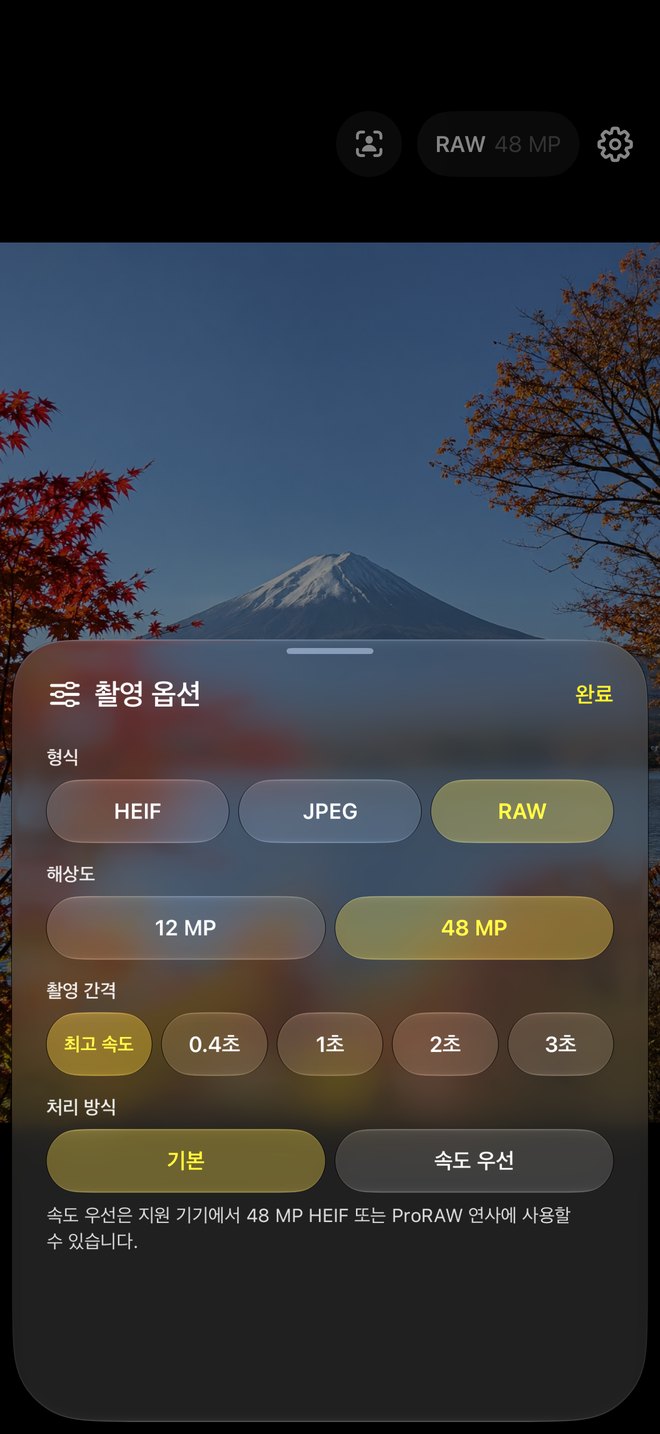 RAW 48 MP
촬영 옵션
완료
형식
HEIF
JPEG
RAW
해상도
12 MP
48 MP
촬영 간격
최고 속도
0.4초
1초
2초
3초
처리 방식
기본
속도 우선
속도 우선은 지원 기기에서 48 MP HEIF 또는 ProRAW 연사에 사용할
수 있습니다.